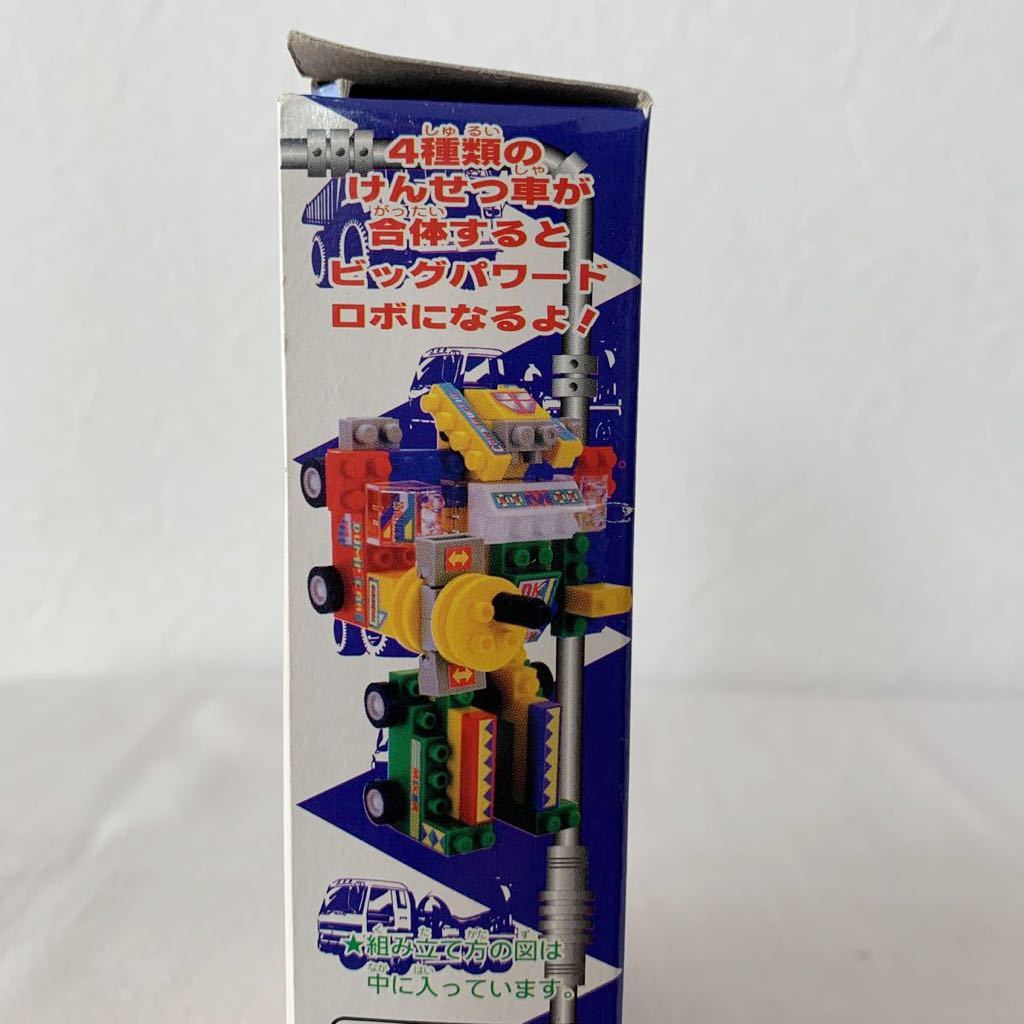 しゅ るい
4種類の
しゃ
けんせつ車が
がったい
合体すると
ビッグパワード
ロボになるよ！
DUMP CAR
MIXER
★組み立て方の図は
く た かた ず
なか はい
中に入っています。